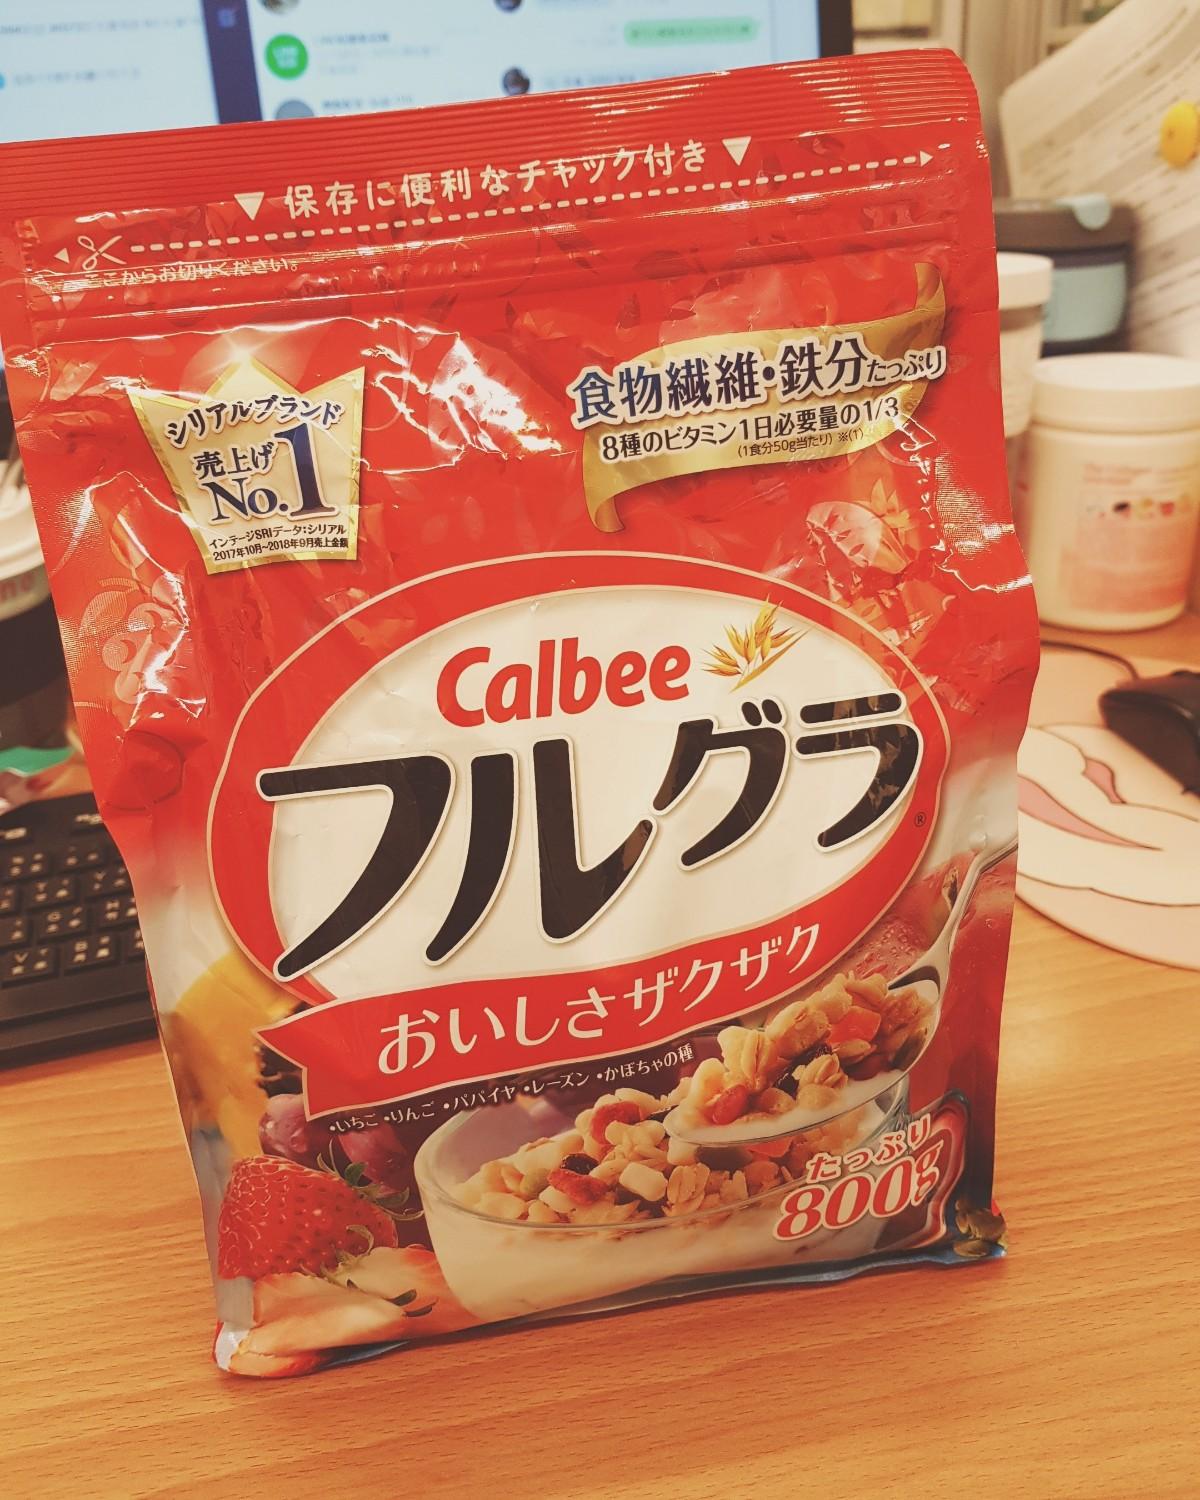 ▼保存に便利なチャック付き▼
ここからお切りください。
シリアルブランド
売上げ
No.1
インテージSRIデータ:シリアル
2017年10月~2018年9月売上金額
食物繊維・鉄分たっぷり
8種のビタミン1日必要量の1/3
(1食分50g当たり) ※(1)
Calbee
フルグラ®
おいしさザクザク
・いちご ・りんご ・パパイヤ ・レーズン ・かぼちゃの種
たっぷり
800g